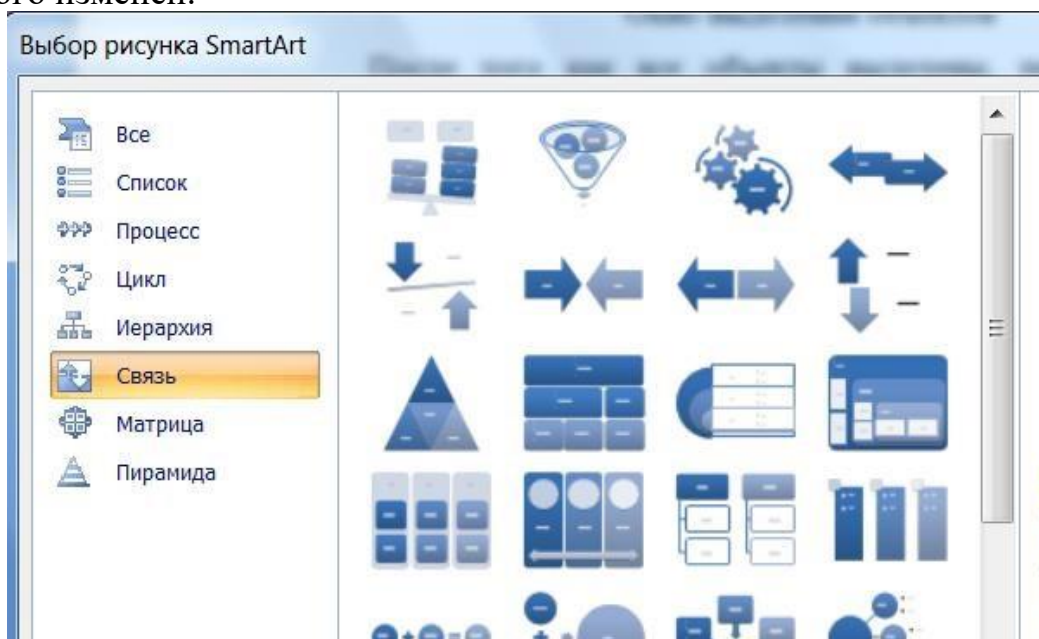 Выбор рисунка SmartArt
Все
Список
Процесс
Цикл
Иерархия
Связь
Матрица
Пирамида